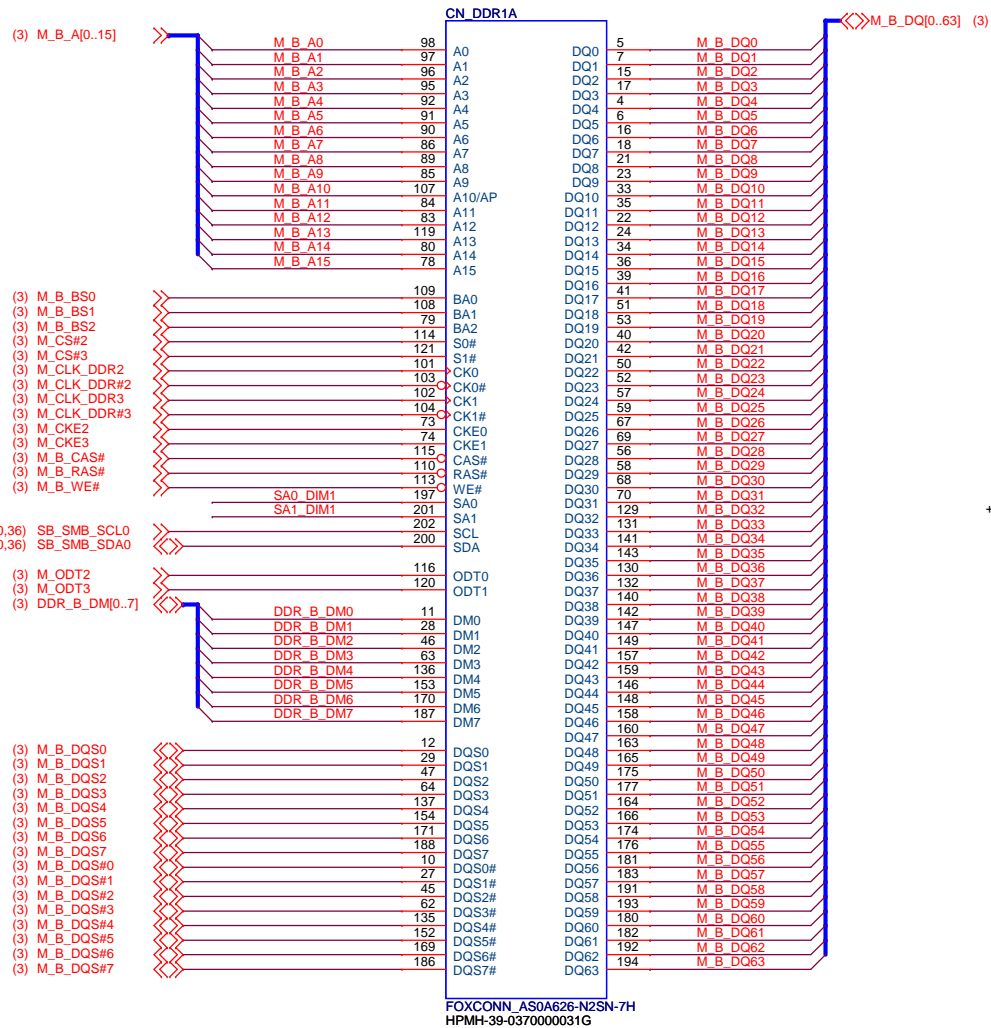 CN_DDR1A
M_B_DQ[0..63] (3)
(3) M_B_A[0..15]
M_B_A0 98 A0 DQ0 5 M_B_DQ0
M_B_A1 97 A1 DQ1 7 M_B_DQ1
M_B_A2 96 A2 DQ2 15 M_B_DQ2
M_B_A3 95 A3 DQ3 17 M_B_DQ3
M_B_A4 92 A4 DQ4 4 M_B_DQ4
M_B_A5 91 A5 DQ5 6 M_B_DQ5
M_B_A6 90 A6 DQ6 16 M_B_DQ6
M_B_A7 86 A7 DQ7 18 M_B_DQ7
M_B_A8 89 A8 DQ8 21 M_B_DQ8
M_B_A9 85 A9 DQ9 23 M_B_DQ9
M_B_A10 107 A10/AP DQ10 33 M_B_DQ10
M_B_A11 84 A11 DQ11 35 M_B_DQ11
M_B_A12 83 A12 DQ12 22 M_B_DQ12
M_B_A13 119 A13 DQ13 24 M_B_DQ13
M_B_A14 80 A14 DQ14 34 M_B_DQ14
M_B_A15 78 A15 DQ15 36 M_B_DQ15
DQ16 39 M_B_DQ16
(3) M_B_BS0 109 BA0 DQ17 41 M_B_DQ17
(3) M_B_BS1 108 BA1 DQ18 51 M_B_DQ18
(3) M_B_BS2 79 BA2 DQ19 53 M_B_DQ19
(3) M_CS#2 114 S0# DQ20 40 M_B_DQ20
(3) M_CS#3 121 S1# DQ21 42 M_B_DQ21
(3) M_CLK_DDR2 101 CK0 DQ22 50 M_B_DQ22
(3) M_CLK_DDR#2 103 CK0# DQ23 52 M_B_DQ23
(3) M_CLK_DDR3 102 CK1 DQ24 57 M_B_DQ24
(3) M_CLK_DDR#3 104 CK1# DQ25 59 M_B_DQ25
(3) M_CKE2 73 CKE0 DQ26 67 M_B_DQ26
(3) M_CKE3 74 CKE1 DQ27 69 M_B_DQ27
(3) M_B_CAS# 115 CAS# DQ28 56 M_B_DQ28
(3) M_B_RAS# 110 RAS# DQ29 58 M_B_DQ29
(3) M_B_WE# 113 WE# DQ30 68 M_B_DQ30
SA0_DIM1 197 SA0 DQ31 70 M_B_DQ31
SA1_DIM1 201 SA1 DQ32 129 M_B_DQ32
0,36) SB_SMB_SCL0 202 SCL DQ33 131 M_B_DQ33
0,36) SB_SMB_SDA0 200 SDA DQ34 141 M_B_DQ34
DQ35 143 M_B_DQ35
(3) M_ODT2 116 ODT0 DQ36 130 M_B_DQ36
(3) M_ODT3 120 ODT1 DQ37 132 M_B_DQ37
(3) DDR_B_DM[0..7] DQ38 140 M_B_DQ38
DDR_B_DM0 11 DM0 DQ39 142 M_B_DQ39
DDR_B_DM1 28 DM1 DQ40 147 M_B_DQ40
DDR_B_DM2 46 DM2 DQ41 149 M_B_DQ41
DDR_B_DM3 63 DM3 DQ42 157 M_B_DQ42
DDR_B_DM4 136 DM4 DQ43 159 M_B_DQ43
DDR_B_DM5 153 DM5 DQ44 146 M_B_DQ44
DDR_B_DM6 170 DM6 DQ45 148 M_B_DQ45
DDR_B_DM7 187 DM7 DQ46 158 M_B_DQ46
DQ47 160 M_B_DQ47
(3) M_B_DQS0 12 DQS0 DQ48 163 M_B_DQ48
(3) M_B_DQS1 29 DQS1 DQ49 165 M_B_DQ49
(3) M_B_DQS2 47 DQS2 DQ50 175 M_B_DQ50
(3) M_B_DQS3 64 DQS3 DQ51 177 M_B_DQ51
(3) M_B_DQS4 137 DQS4 DQ52 164 M_B_DQ52
(3) M_B_DQS5 154 DQS5 DQ53 166 M_B_DQ53
(3) M_B_DQS6 171 DQS6 DQ54 174 M_B_DQ54
(3) M_B_DQS7 188 DQS7 DQ55 176 M_B_DQ55
(3) M_B_DQS#0 10 DQS0# DQ56 181 M_B_DQ56
(3) M_B_DQS#1 27 DQS1# DQ57 183 M_B_DQ57
(3) M_B_DQS#2 45 DQS2# DQ58 191 M_B_DQ58
(3) M_B_DQS#3 62 DQS3# DQ59 193 M_B_DQ59
(3) M_B_DQS#4 135 DQS4# DQ60 180 M_B_DQ60
(3) M_B_DQS#5 152 DQS5# DQ61 182 M_B_DQ61
(3) M_B_DQS#6 169 DQS6# DQ62 192 M_B_DQ62
(3) M_B_DQS#7 186 DQS7# DQ63 194 M_B_DQ63
+
FOXCONN_AS0A626-N2SN-7H
HPMH-39-0370000031G